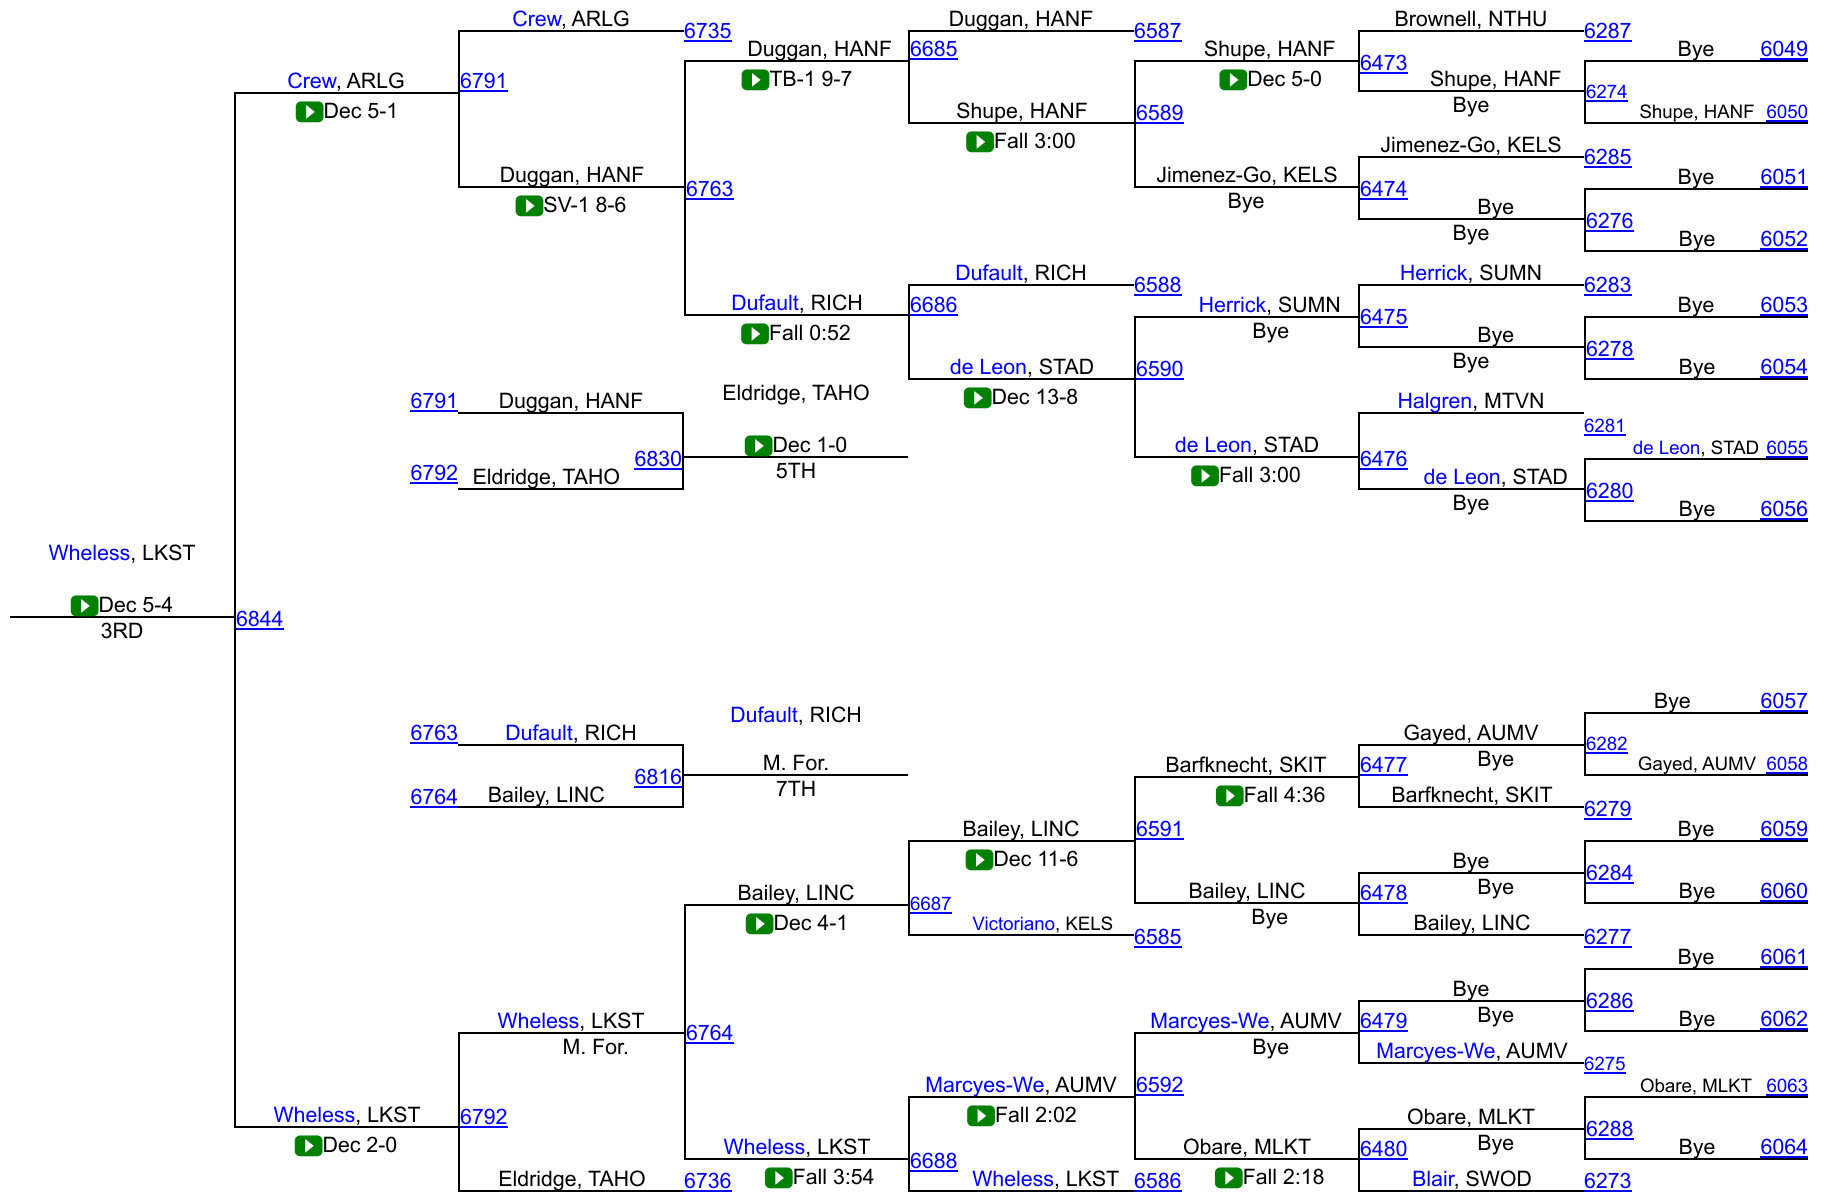 Crew, ARLG
6735
Duggan, HANF
6587
Brownell, NTHU
6287
Duggan, HANF
6685
Shupe, HANF
Bye
6049
TB-1 9-7
Dec 5-0
6473
Shupe, HANF
Crew, ARLG
6791
6274
Dec 5-1
Shupe, HANF
6589
Bye
Shupe, HANF
6050
Fall 3:00
Jimenez-Go, KELS
6285
Duggan, HANF
6763
Jimenez-Go, KELS
6474
Bye
6051
SV-1 8-6
Bye
Bye
6276
Bye
Bye
6052
Dufault, RICH
6588
Herrick, SUMN
6283
Dufault, RICH
6686
Herrick, SUMN
6475
Bye
6053
Fall 0:52
Bye
Bye
6278
Bye
de Leon, STAD
6590
Bye
6054
Eldridge, TAHO
Dec 13-8
6791
Duggan, HANF
Halgren, MTVN
6281
Dec 1-0
de Leon, STAD
6476
de Leon, STAD
6055
6830
5TH
6792
Eldridge, TAHO
Fall 3:00
de Leon, STAD
6280
Bye
Bye
6056
Wheless, LKST
Dec 5-4
6844
3RD
Bye
6057
Dufault, RICH
6763
Dufault, RICH
Gayed, AUMV
6282
Bye
M. For.
Barfknecht, SKIT
6477
Gayed, AUMV
6058
6816
7TH
6764
Bailey, LINC
Fall 4:36
Barfknecht, SKIT
6279
Bailey, LINC
6591
Bye
6059
Dec 11-6
Bye
6284
Bailey, LINC
6687
Bailey, LINC
6478
Bye
Bye
6060
Dec 4-1
Victoriano, KELS
6585
Bye
Bailey, LINC
6277
Bye
6061
Bye
6286
Wheless, LKST
6764
Marcyes-We, AUMV
6479
Bye
Bye
6062
M. For.
Bye
Marcyes-We, AUMV
6275
Marcyes-We, AUMV
6592
Obare, MLKT
6063
Wheless, LKST
6792
Fall 2:02
Obare, MLKT
6288
Dec 2-0
Wheless, LKST
6688
Obare, MLKT
6480
Bye
Bye
6064
Eldridge, TAHO
6736
Fall 3:54
Wheless, LKST
6586
Fall 2:18
Blair, SWOD
6273